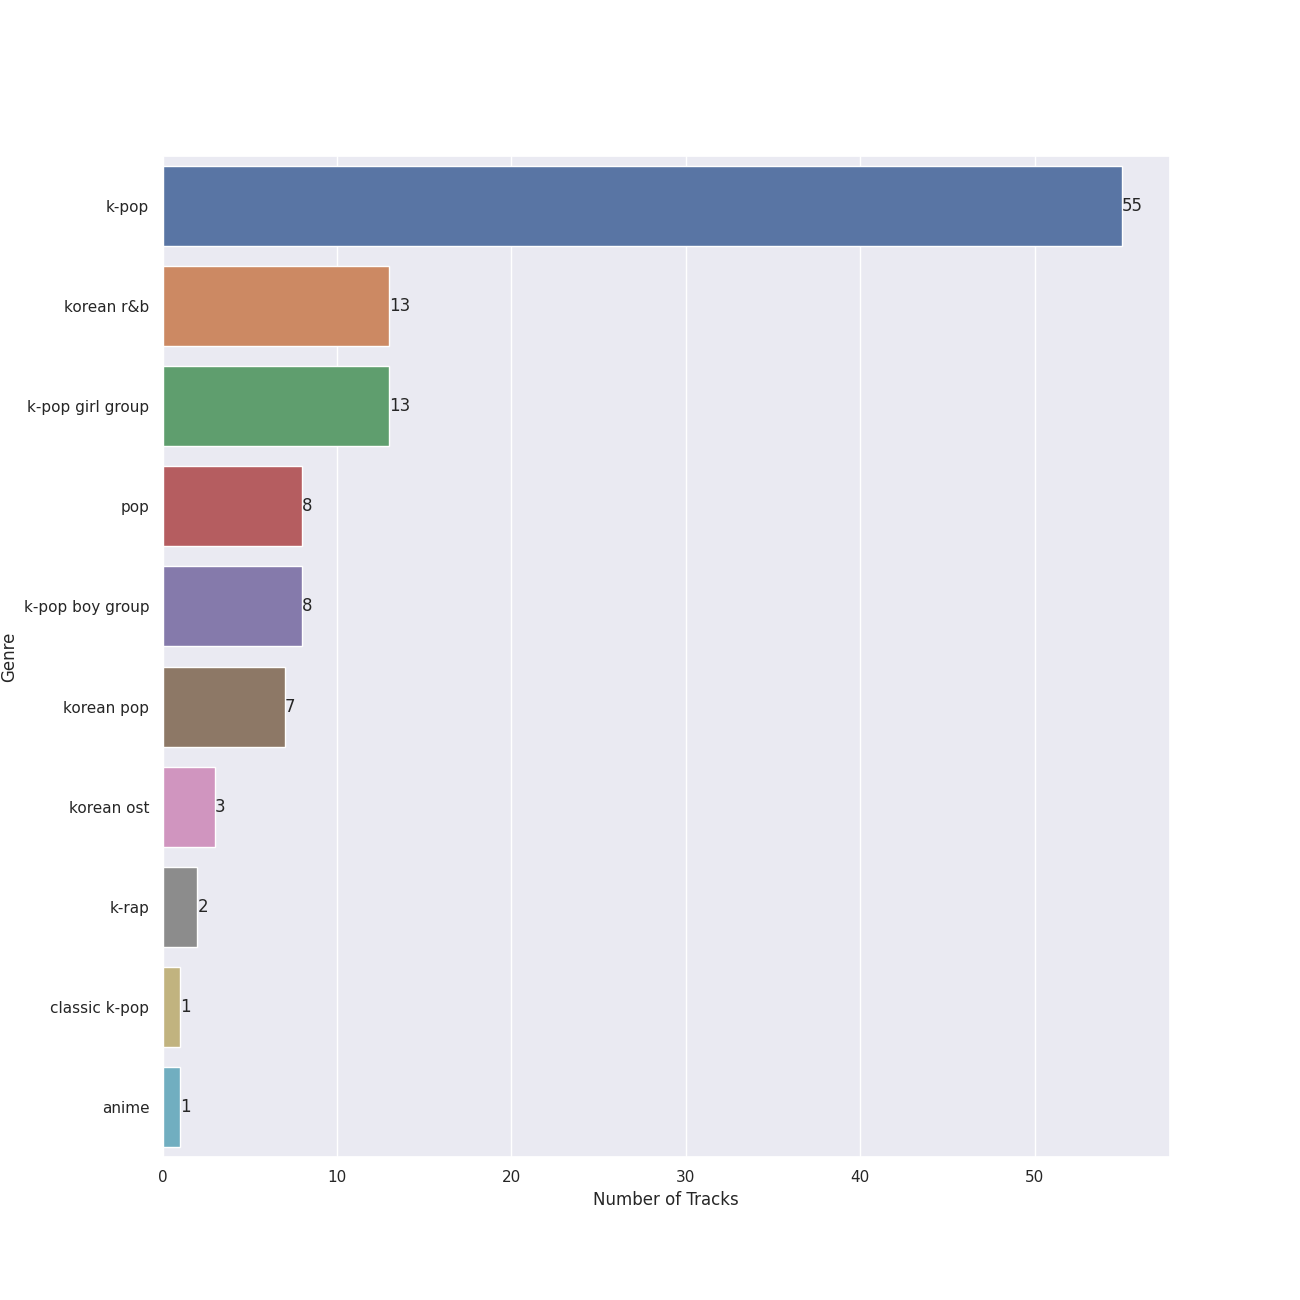 k-pop 55
korean r&b 13
k-pop girl group 13
pop 8
k-pop boy group 8
Genre
korean pop 7
korean ost 3
k-rap 2
classic k-pop 1
anime 1
0 10 20 30 40 50
Number of Tracks